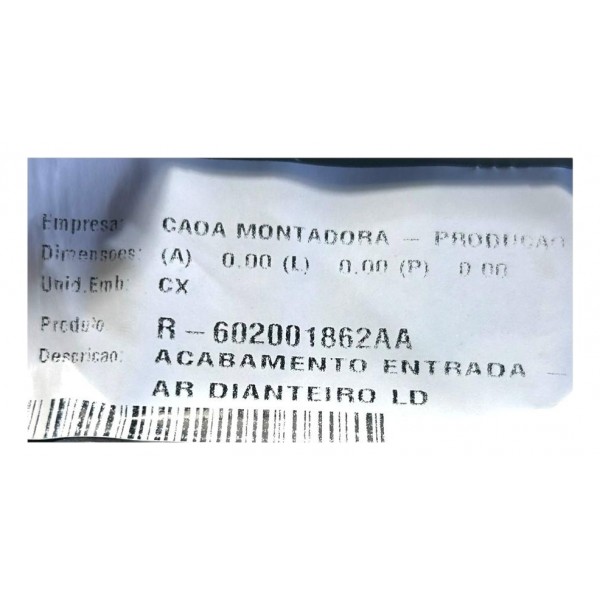 Empresa: CAOA MONTADORA – PRODUCAO
Dimensoes: (A) 0.00 (L) 0.00 (P) 0.00
Unid.Emb: CX
Produto R – 602001862AA
Descricao: ACABAMENTO ENTRADA –
AR DIANTEIRO LD